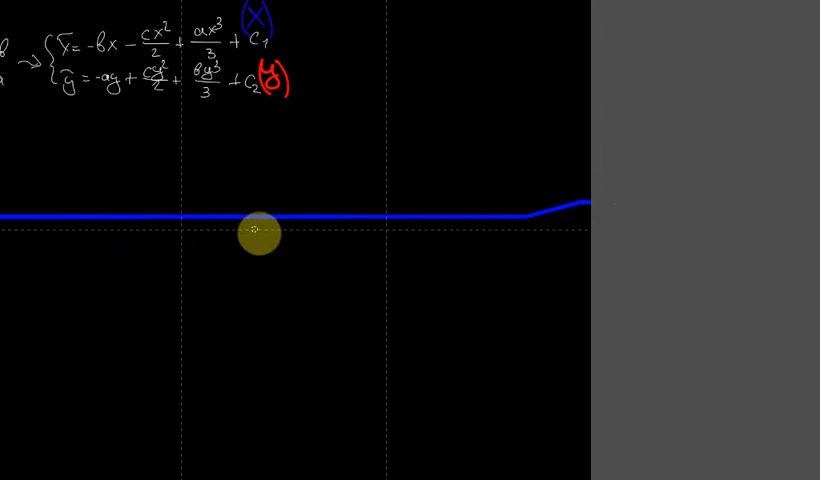 (x)
b → { x̄ = -bx - cx²/2 + ax³/3 + C₁
a ȳ = -ay + cy²/2 + by³/3 + C₂(y)